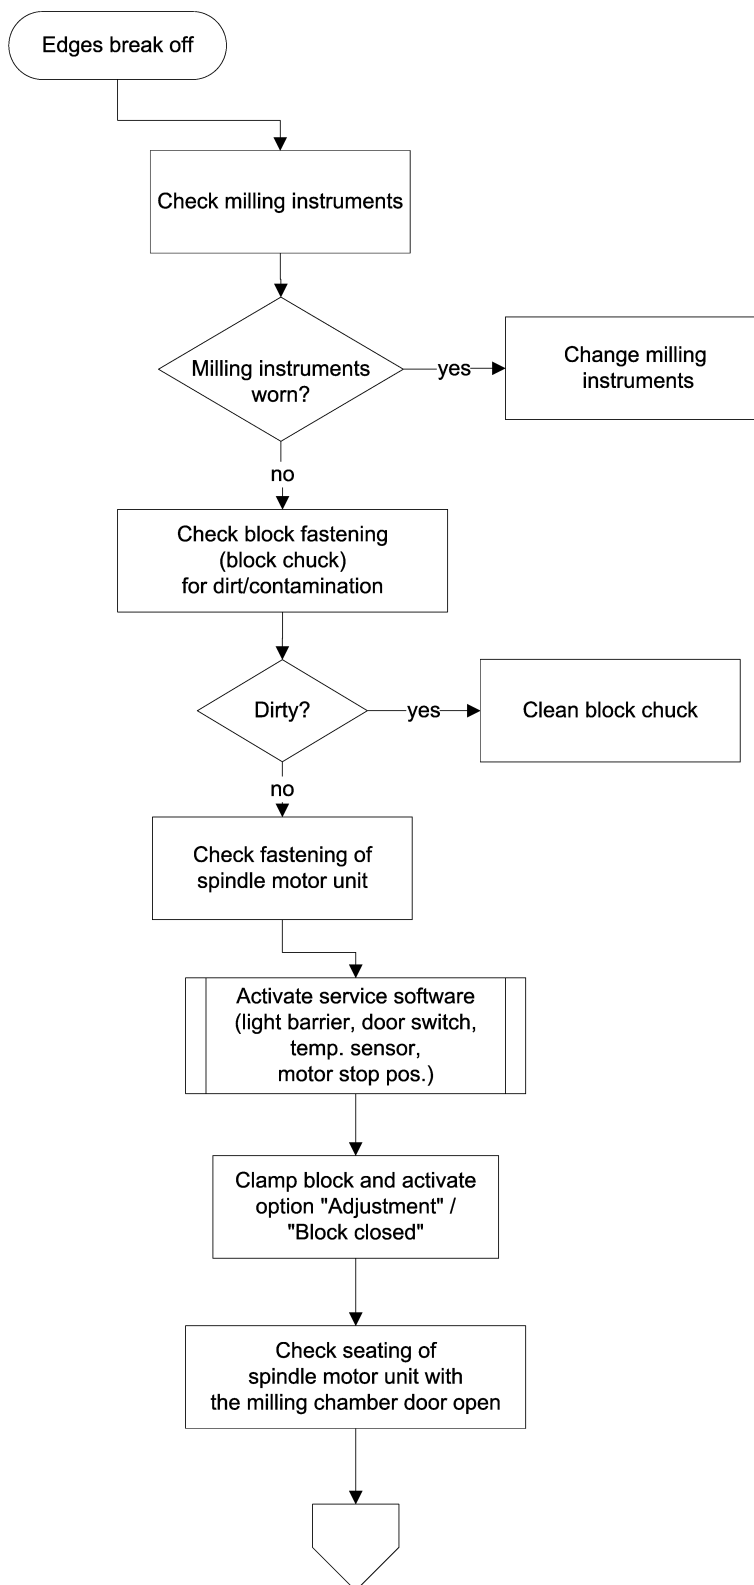 Edges break off
Check milling instruments
Milling instruments
worn?
yes
Change milling
instruments
no
Check block fastening
(block chuck)
for dirt/contamination
Dirty?
yes
Clean block chuck
no
Check fastening of
spindle motor unit
Activate service software
(light barrier, door switch,
temp. sensor,
motor stop pos.)
Clamp block and activate
option "Adjustment" /
"Block closed"
Check seating of
spindle motor unit with
the milling chamber door open